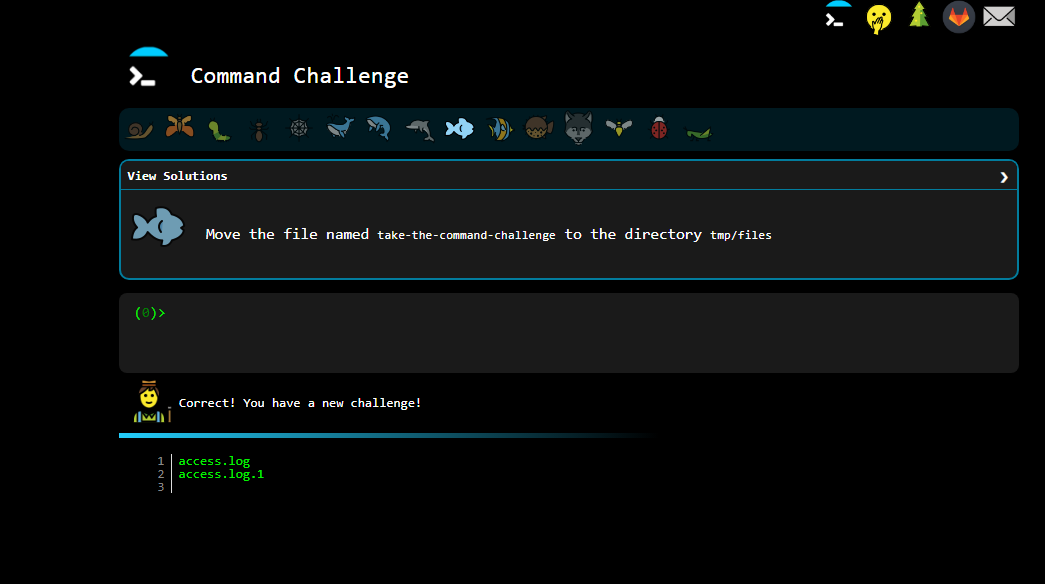 Command Challenge
View Solutions
Move the file named take-the-command-challenge to the directory tmp/files
(0)>
Correct! You have a new challenge!
1 access.log
2 access.log.1
3